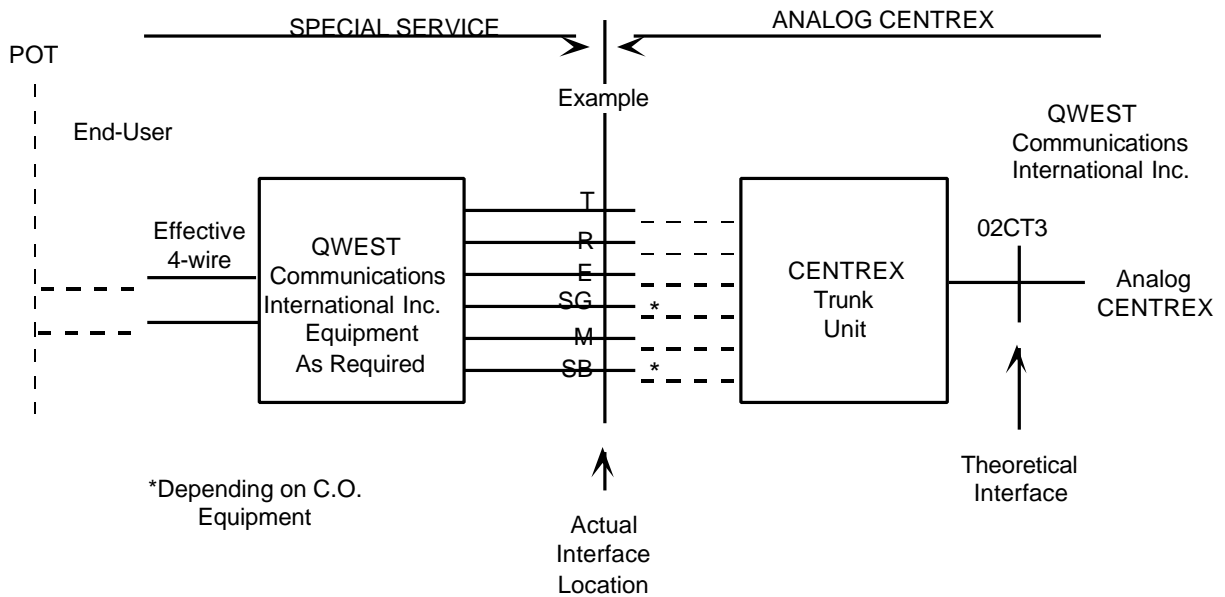 SPECIAL SERVICE
ANALOG CENTREX
POT
Example
End-User
QWEST
Communications
International Inc.
T
R
E
SG *
M
SB *
Effective
4-wire
QWEST
Communications
International Inc.
Equipment
As Required
CENTREX
Trunk
Unit
02CT3
Analog
CENTREX
*Depending on C.O.
Equipment
Actual
Interface
Location
Theoretical
Interface